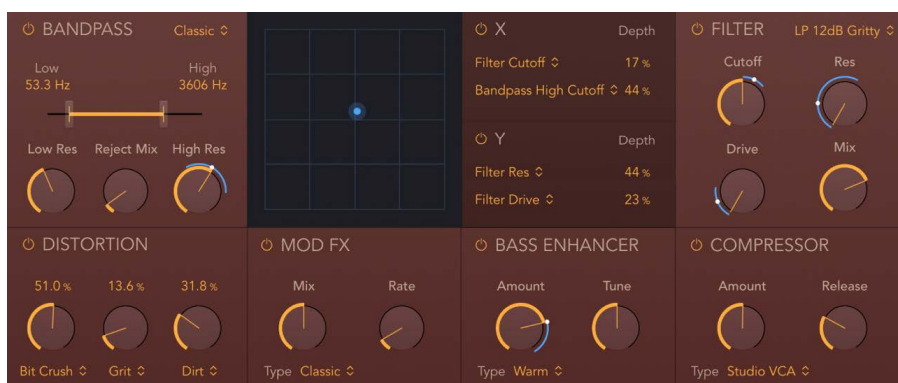 BANDPASS
Classic
Low
High
53.3 Hz
3606 Hz
Low Res
Reject Mix
High Res
X
Depth
Filter Cutoff
17 %
Bandpass High Cutoff
44 %
Y
Depth
Filter Res
44 %
Filter Drive
23 %
FILTER
LP 12dB Gritty
Cutoff
Res
Drive
Mix
DISTORTION
51.0 %
13.6 %
31.8 %
Bit Crush
Grit
Dirt
MOD FX
Mix
Rate
Type Classic
BASS ENHANCER
Amount
Tune
Type Warm
COMPRESSOR
Amount
Release
Type Studio VCA